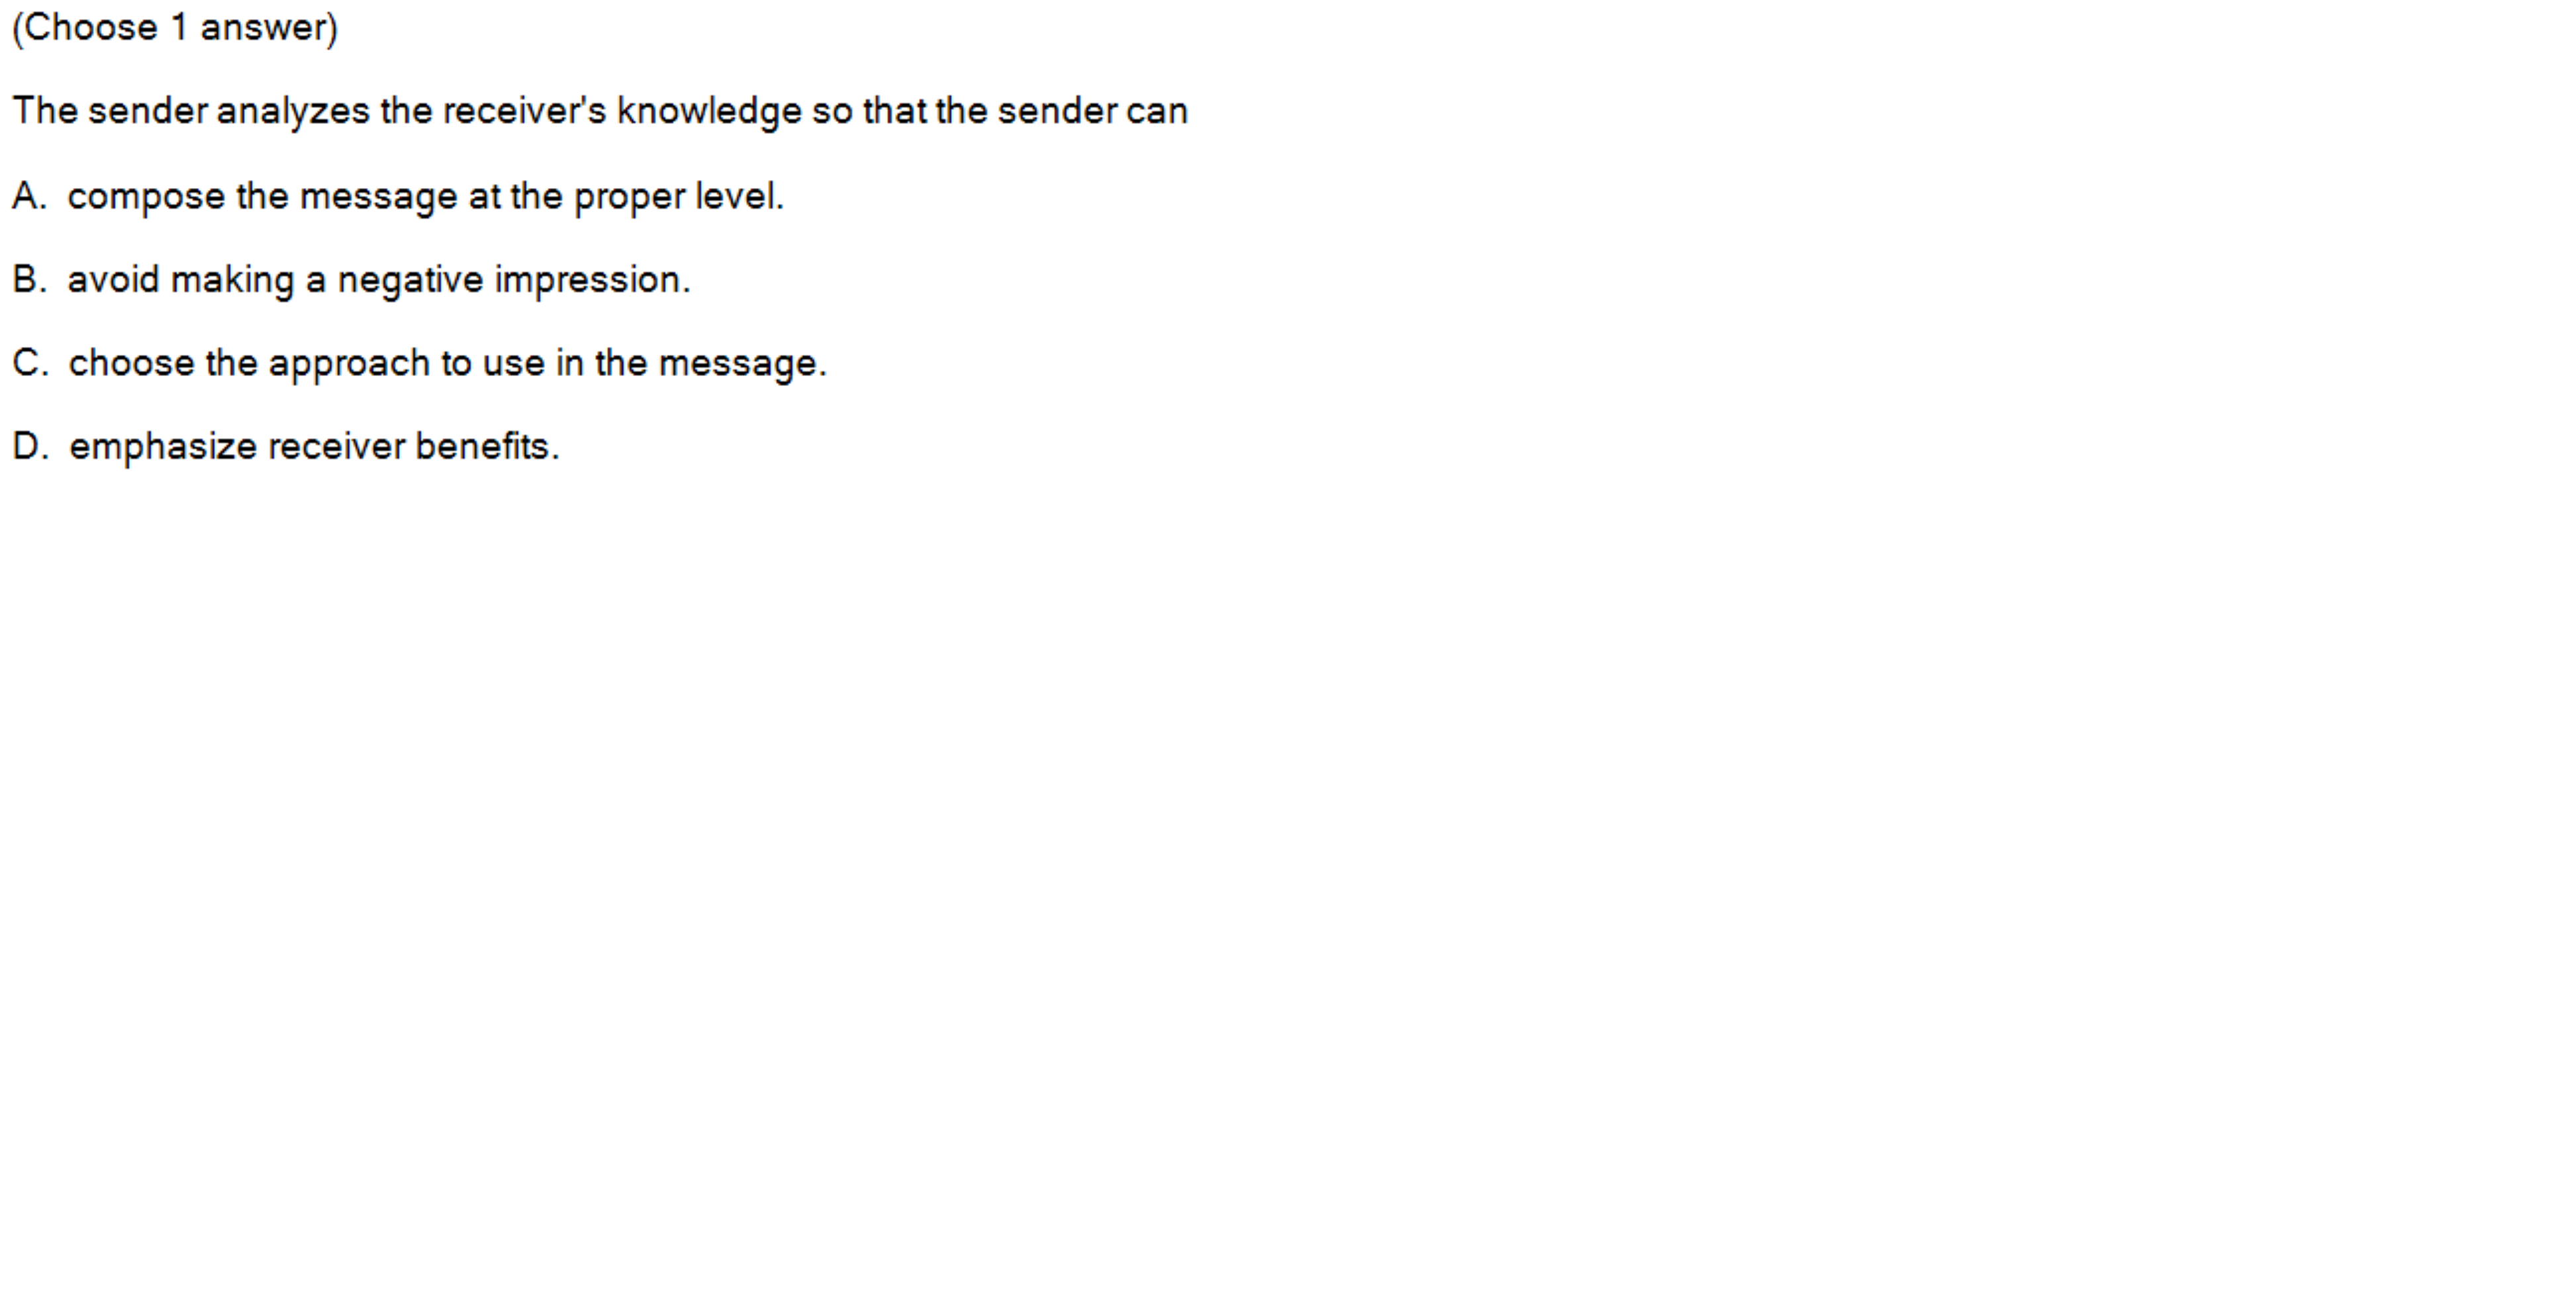 (Choose 1 answer)
The sender analyzes the receiver's knowledge so that the sender can
A. compose the message at the proper level.
B. avoid making a negative impression.
C. choose the approach to use in the message.
D. emphasize receiver benefits.